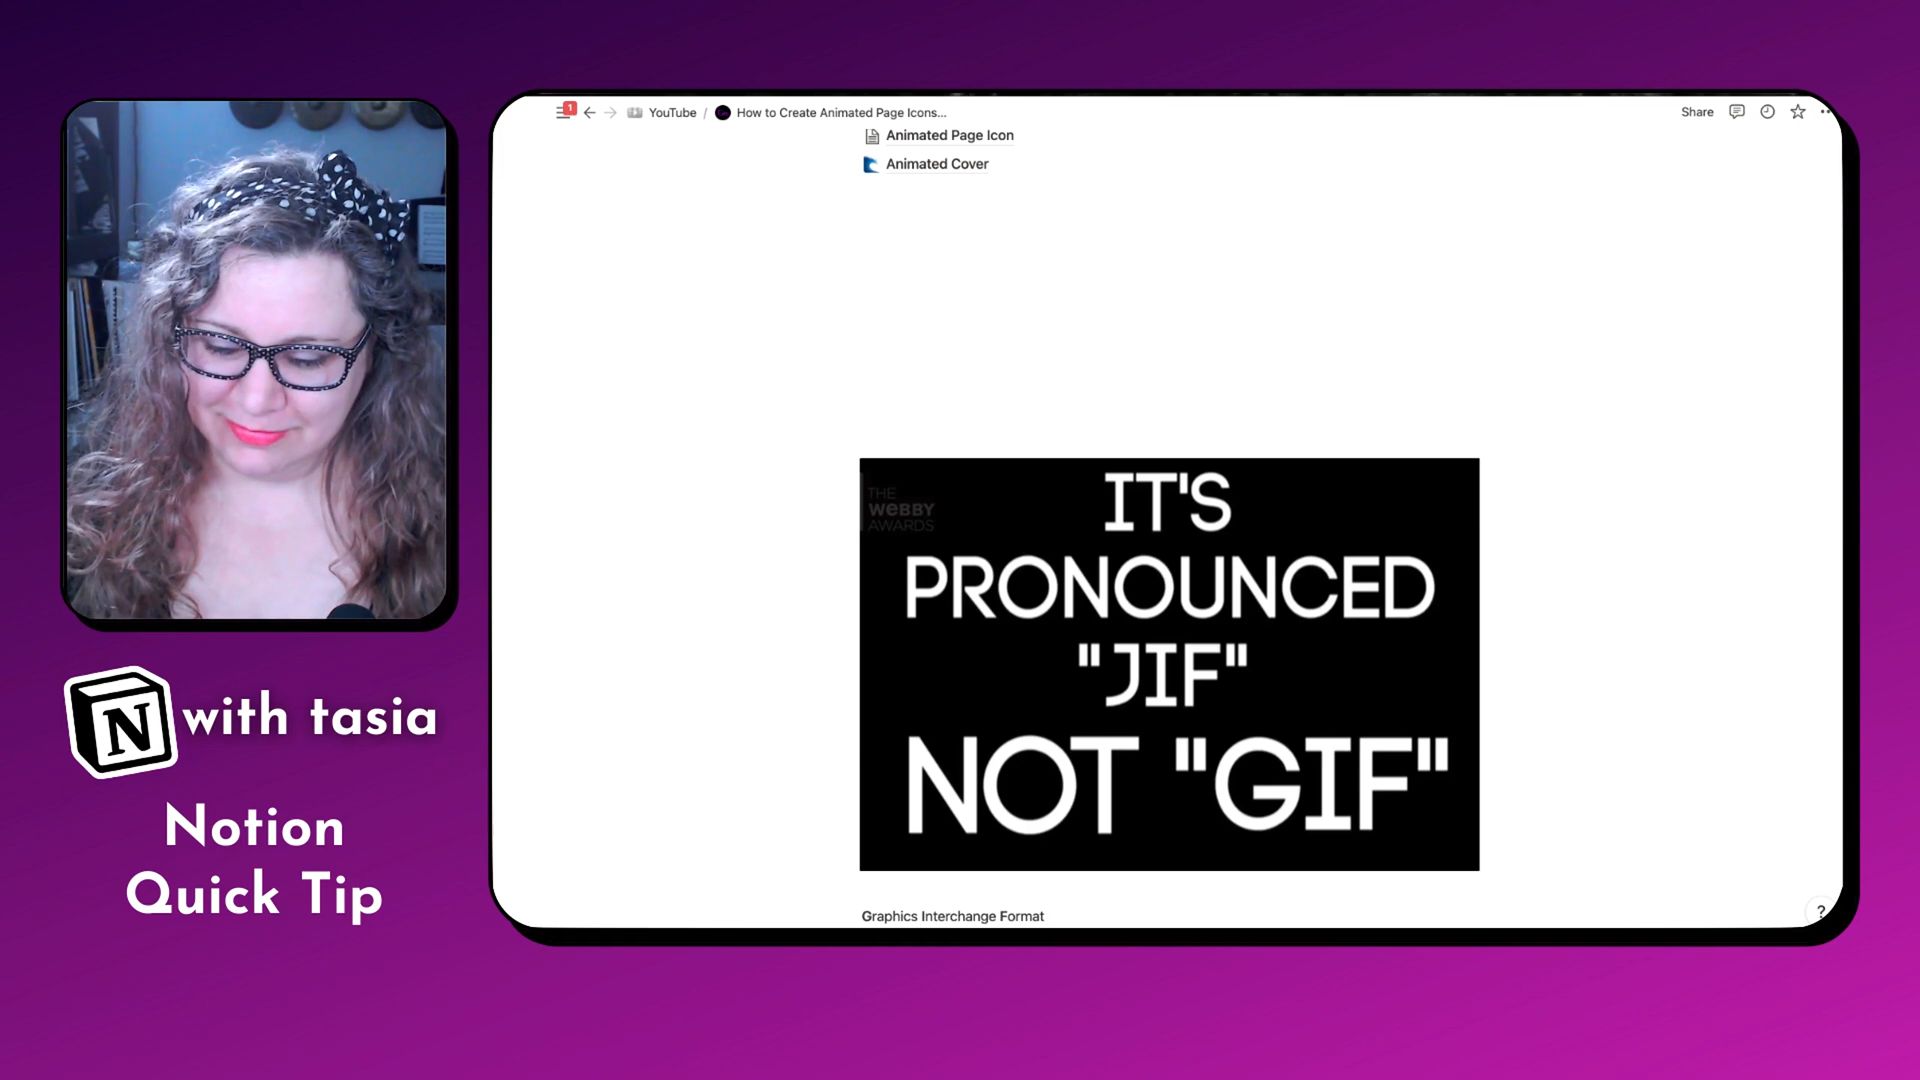 1
YouTube / How to Create Animated Page Icons...
Share
Animated Page Icon
Animated Cover
THE
WEBBY
AWARDS
IT'S
PRONOUNCED
"JIF"
NOT "GIF"
Graphics Interchange Format
?
N with tasia
Notion
Quick Tip